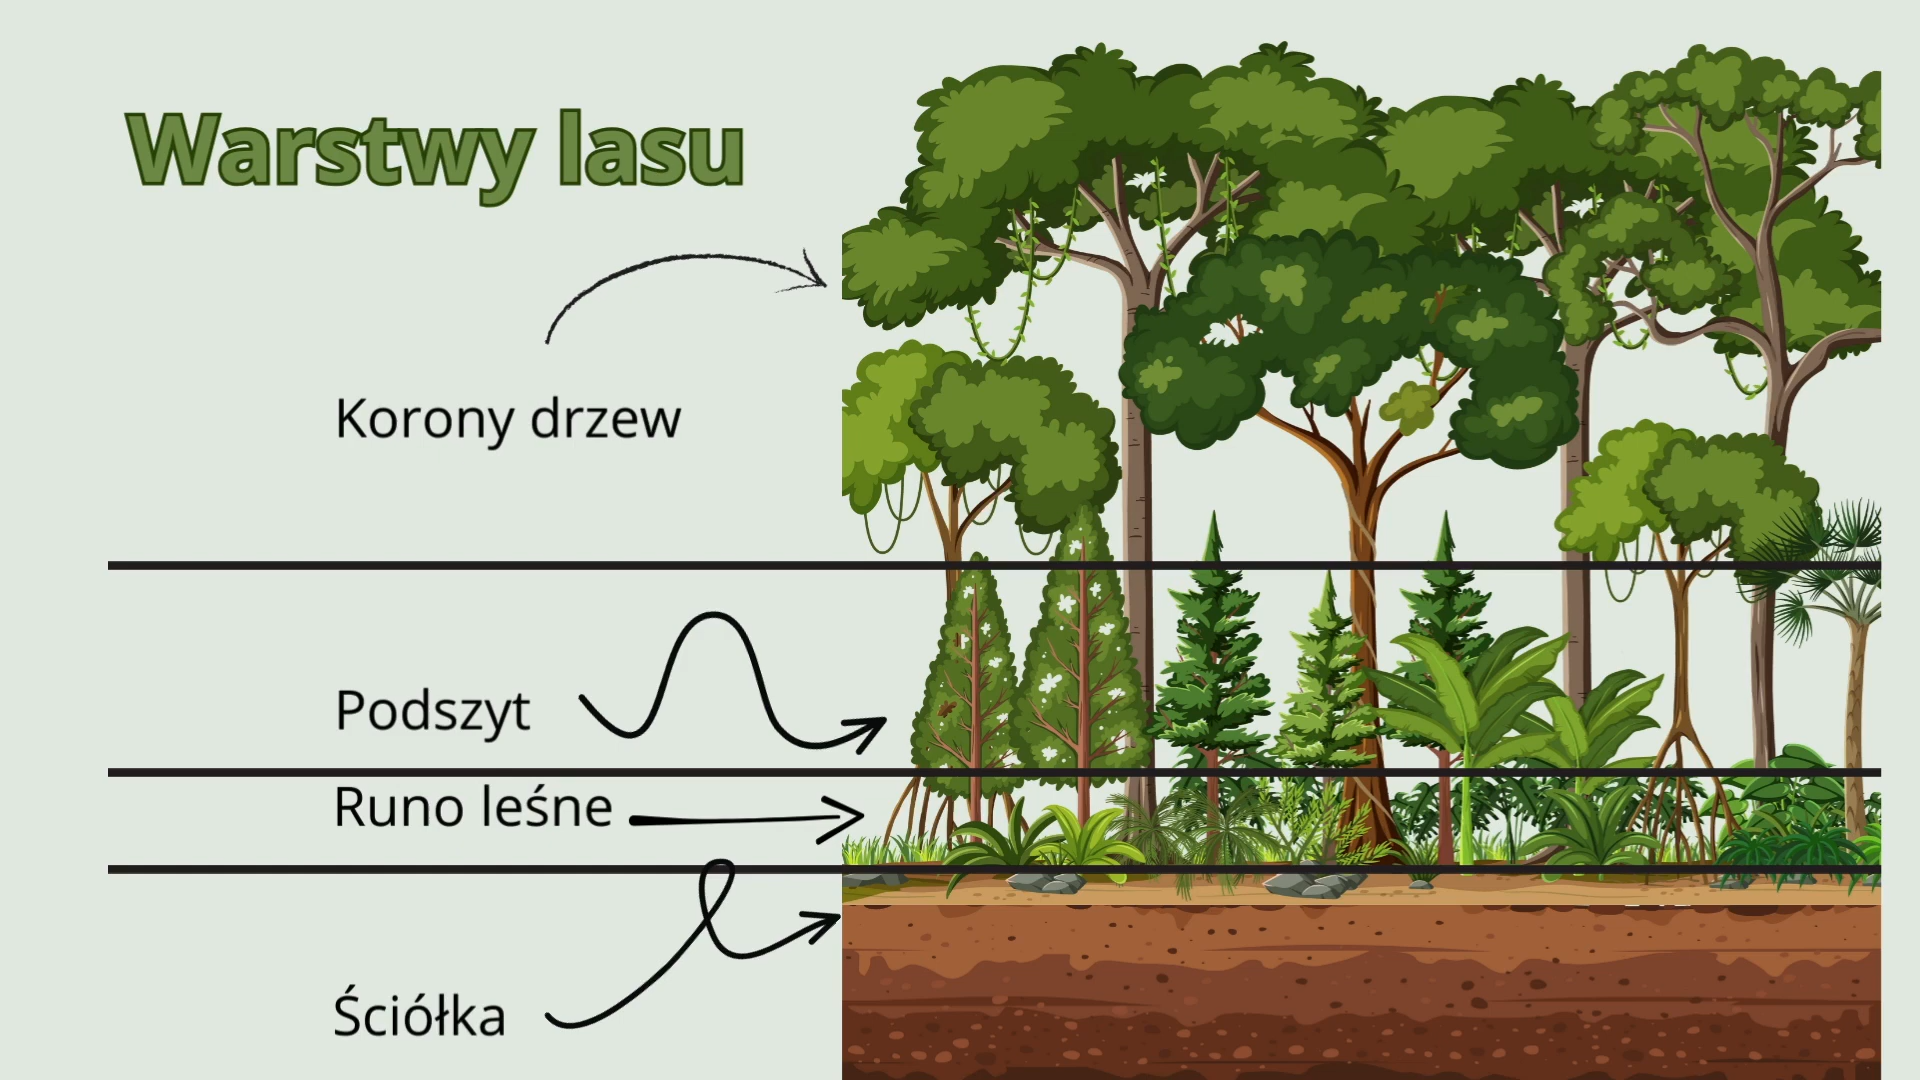 Warstwy lasu
Korony drzew
Podszyt
Runo leśne
Ściółka